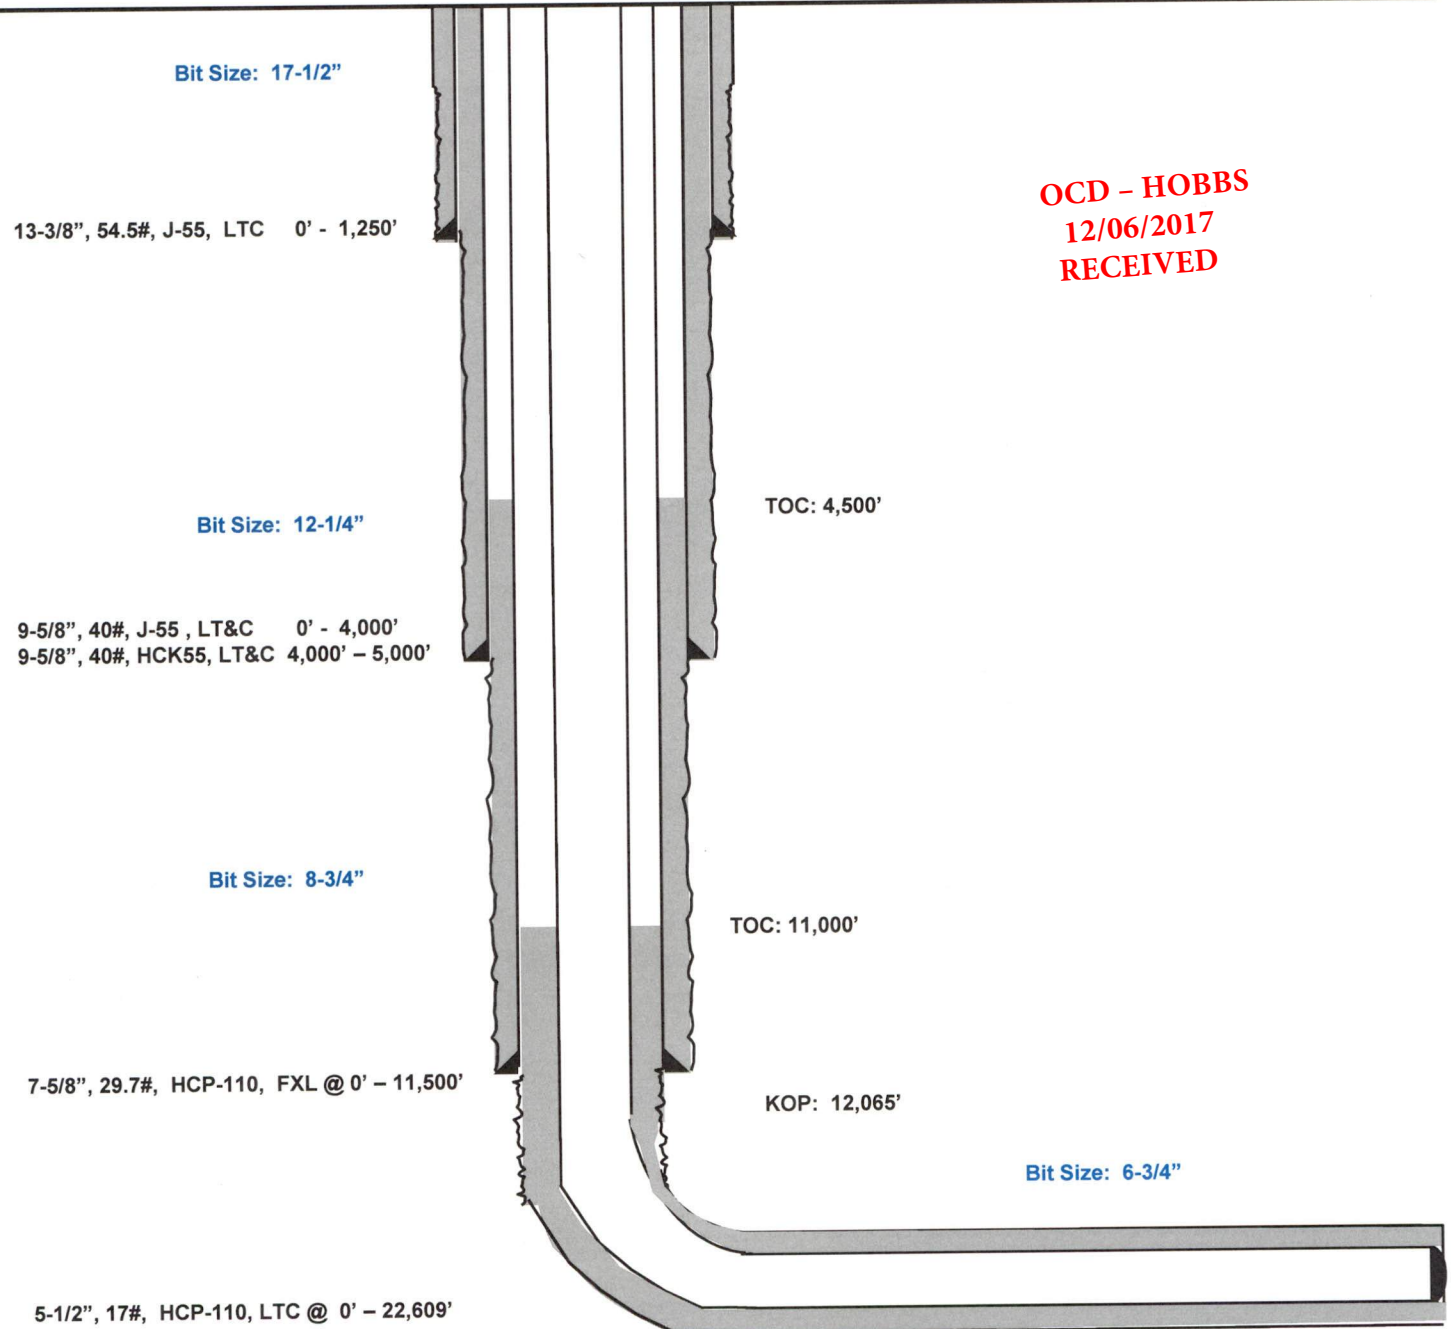 Bit Size: 17-1/2”
OCD – HOBBS
12/06/2017
RECEIVED
13-3/8”, 54.5#, J-55, LTC 0’ - 1,250’
TOC: 4,500’
Bit Size: 12-1/4”
9-5/8”, 40#, J-55 , LT&C 0’ - 4,000’
9-5/8”, 40#, HCK55, LT&C 4,000’ – 5,000’
Bit Size: 8-3/4”
TOC: 11,000’
7-5/8”, 29.7#, HCP-110, FXL @ 0’ – 11,500’
KOP: 12,065’
Bit Size: 6-3/4”
5-1/2”, 17#, HCP-110, LTC @ 0’ – 22,609’